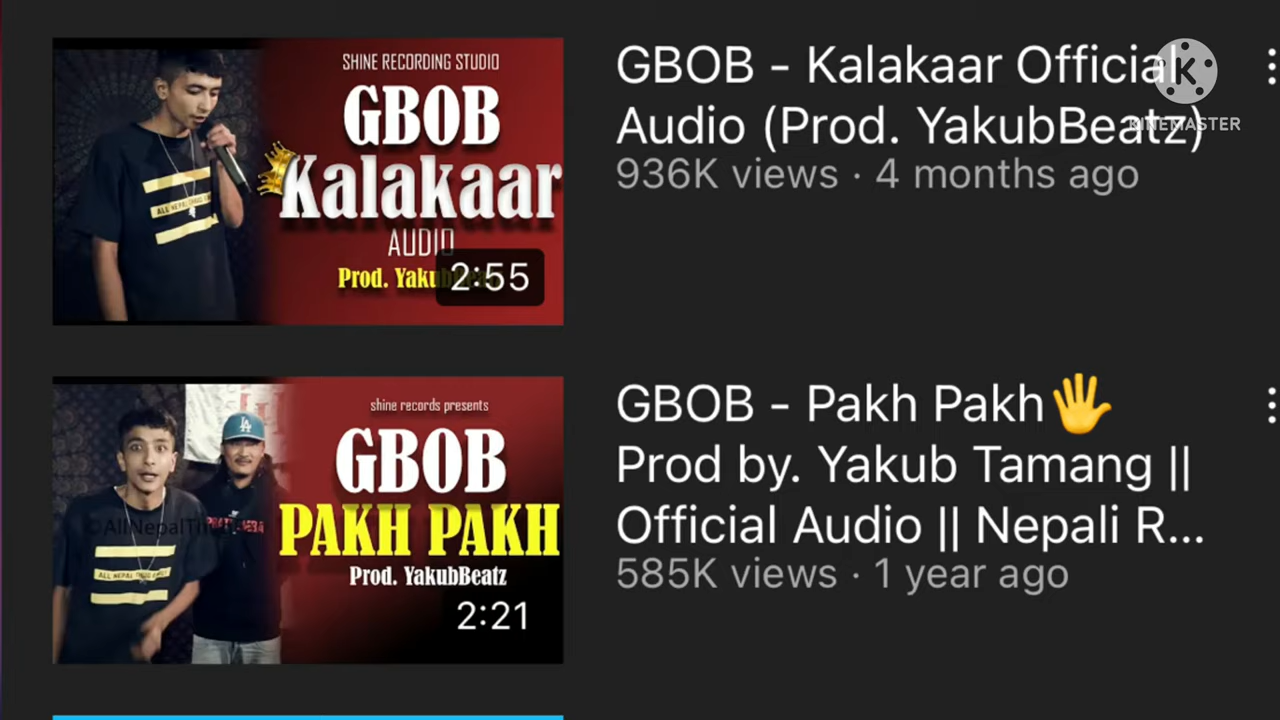 SHINE RECORDING STUDIO
GBOB
Kalakaar
AUDIO
Prod.
2:55
GBOB - Kalakaar Official
Audio (Prod. YakubBeatz)
936K views · 4 months ago
K
KINEMASTER
shine records presents
GBOB
PAKH PAKH
Prod. YakubBeatz
2:21
LA
GBOB - Pakh Pakh🖐
Prod by. Yakub Tamang ||
Official Audio || Nepali R...
585K views · 1 year ago